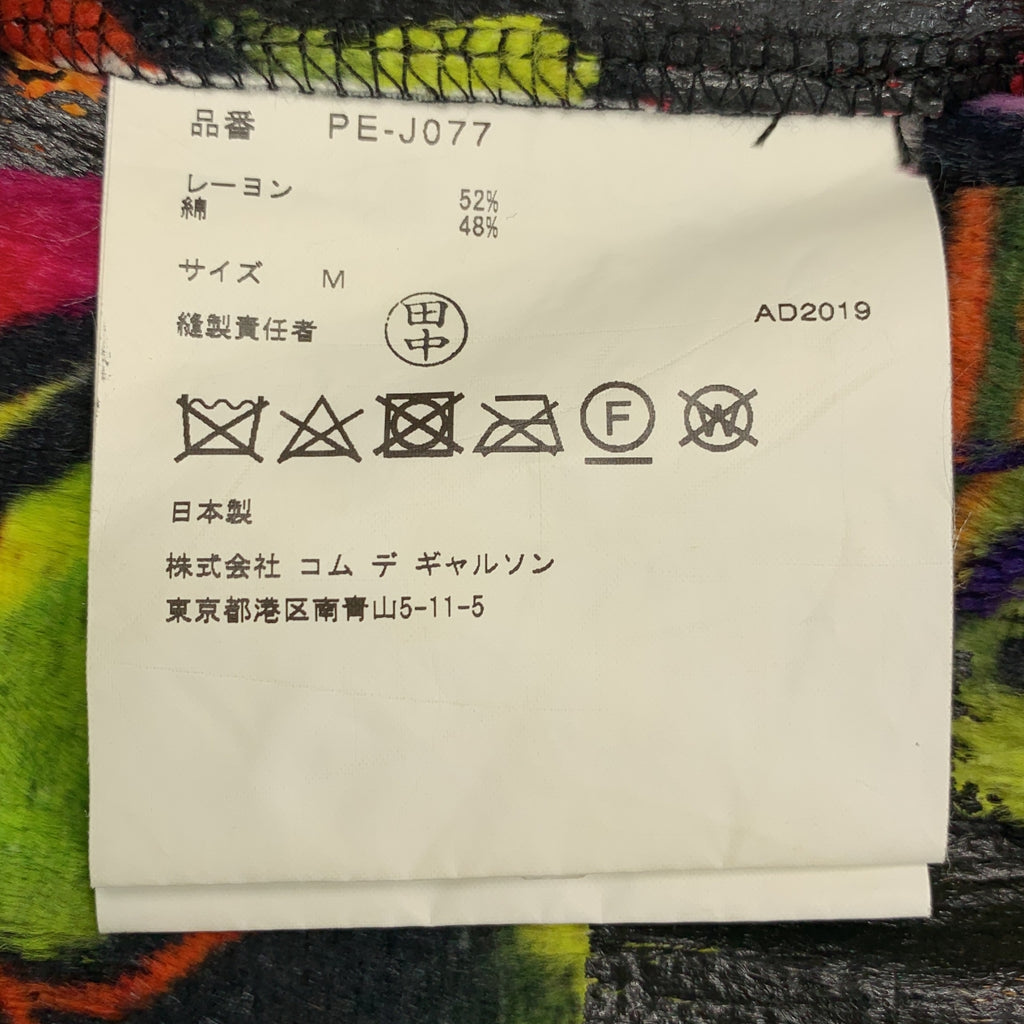 品番 PE-J077
レーヨン 52%
綿 48%
サイズ M
縫製責任者 田中 AD2019
F W
日本製
株式会社 コム デ ギャルソン
東京都港区南青山5-11-5